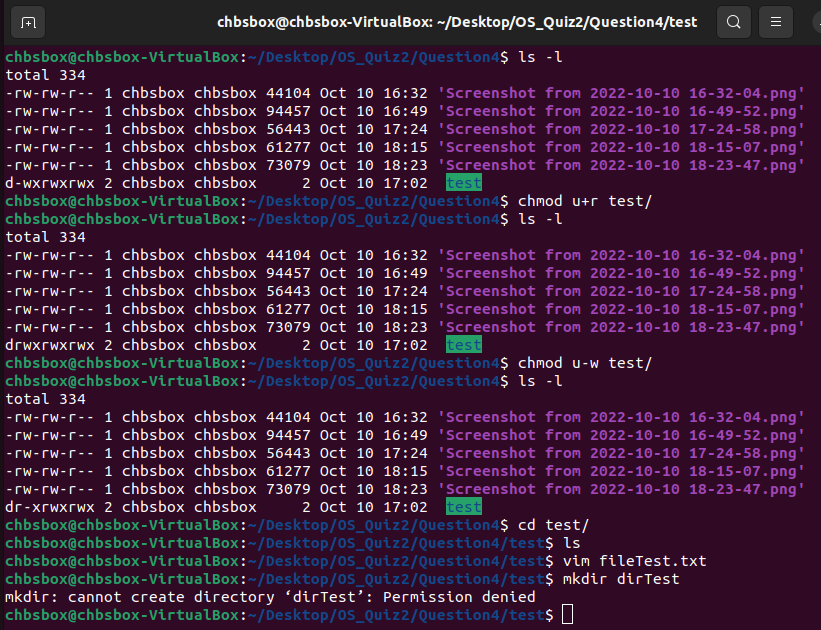 chbsbox@chbsbox-VirtualBox: ~/Desktop/OS_Quiz2/Question4/test
chbsbox@chbsbox-VirtualBox:~/Desktop/OS_Quiz2/Question4$ ls -l
total 334
-rw-rw-r-- 1 chbsbox chbsbox 44104 Oct 10 16:32 'Screenshot from 2022-10-10 16-32-04.png'
-rw-rw-r-- 1 chbsbox chbsbox 94457 Oct 10 16:49 'Screenshot from 2022-10-10 16-49-52.png'
-rw-rw-r-- 1 chbsbox chbsbox 56443 Oct 10 17:24 'Screenshot from 2022-10-10 17-24-58.png'
-rw-rw-r-- 1 chbsbox chbsbox 61277 Oct 10 18:15 'Screenshot from 2022-10-10 18-15-07.png'
-rw-rw-r-- 1 chbsbox chbsbox 73079 Oct 10 18:23 'Screenshot from 2022-10-10 18-23-47.png'
d-wxrwxrwx 2 chbsbox chbsbox     2 Oct 10 17:02  test
chbsbox@chbsbox-VirtualBox:~/Desktop/OS_Quiz2/Question4$ chmod u+r test/
chbsbox@chbsbox-VirtualBox:~/Desktop/OS_Quiz2/Question4$ ls -l
total 334
-rw-rw-r-- 1 chbsbox chbsbox 44104 Oct 10 16:32 'Screenshot from 2022-10-10 16-32-04.png'
-rw-rw-r-- 1 chbsbox chbsbox 94457 Oct 10 16:49 'Screenshot from 2022-10-10 16-49-52.png'
-rw-rw-r-- 1 chbsbox chbsbox 56443 Oct 10 17:24 'Screenshot from 2022-10-10 17-24-58.png'
-rw-rw-r-- 1 chbsbox chbsbox 61277 Oct 10 18:15 'Screenshot from 2022-10-10 18-15-07.png'
-rw-rw-r-- 1 chbsbox chbsbox 73079 Oct 10 18:23 'Screenshot from 2022-10-10 18-23-47.png'
drwxrwxrwx 2 chbsbox chbsbox     2 Oct 10 17:02  test
chbsbox@chbsbox-VirtualBox:~/Desktop/OS_Quiz2/Question4$ chmod u-w test/
chbsbox@chbsbox-VirtualBox:~/Desktop/OS_Quiz2/Question4$ ls -l
total 334
-rw-rw-r-- 1 chbsbox chbsbox 44104 Oct 10 16:32 'Screenshot from 2022-10-10 16-32-04.png'
-rw-rw-r-- 1 chbsbox chbsbox 94457 Oct 10 16:49 'Screenshot from 2022-10-10 16-49-52.png'
-rw-rw-r-- 1 chbsbox chbsbox 56443 Oct 10 17:24 'Screenshot from 2022-10-10 17-24-58.png'
-rw-rw-r-- 1 chbsbox chbsbox 61277 Oct 10 18:15 'Screenshot from 2022-10-10 18-15-07.png'
-rw-rw-r-- 1 chbsbox chbsbox 73079 Oct 10 18:23 'Screenshot from 2022-10-10 18-23-47.png'
dr-xrwxrwx 2 chbsbox chbsbox     2 Oct 10 17:02  test
chbsbox@chbsbox-VirtualBox:~/Desktop/OS_Quiz2/Question4$ cd test/
chbsbox@chbsbox-VirtualBox:~/Desktop/OS_Quiz2/Question4/test$ ls
chbsbox@chbsbox-VirtualBox:~/Desktop/OS_Quiz2/Question4/test$ vim fileTest.txt
chbsbox@chbsbox-VirtualBox:~/Desktop/OS_Quiz2/Question4/test$ mkdir dirTest
mkdir: cannot create directory ‘dirTest’: Permission denied
chbsbox@chbsbox-VirtualBox:~/Desktop/OS_Quiz2/Question4/test$